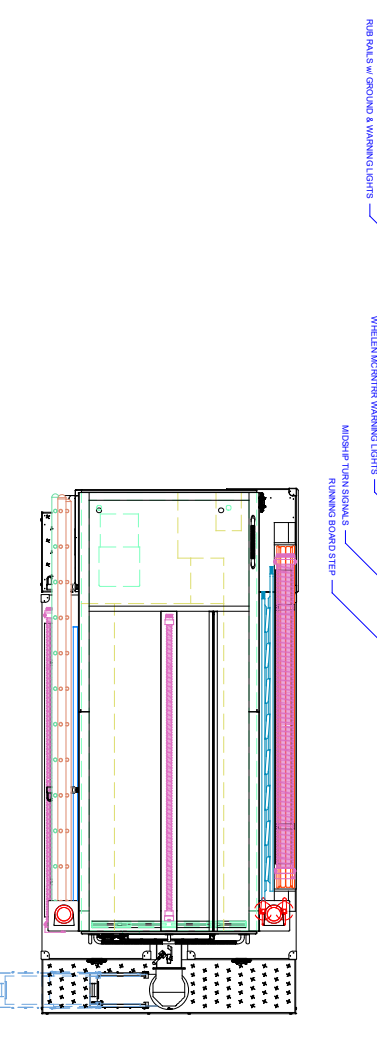 RUB RAILS w/ GROUND & WARNING LIGHTS
WHELEN MCRNTRR WARNING LIGHTS
MIDSHIP TURN SIGNALS
RUNNING BOARD STEP